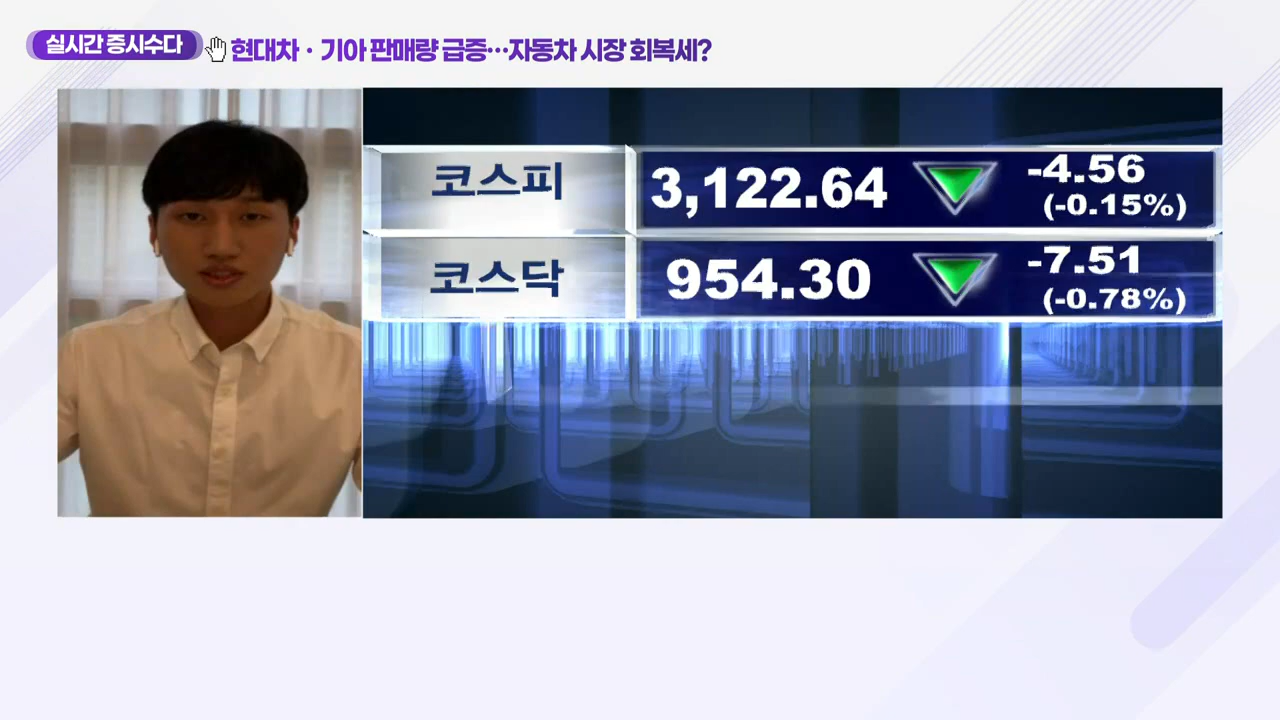 실시간 증시수다
현대차 · 기아 판매량 급증…자동차 시장 회복세?
코스피 3,122.64 -4.56
(-0.15%)
코스닥 954.30 -7.51
(-0.78%)